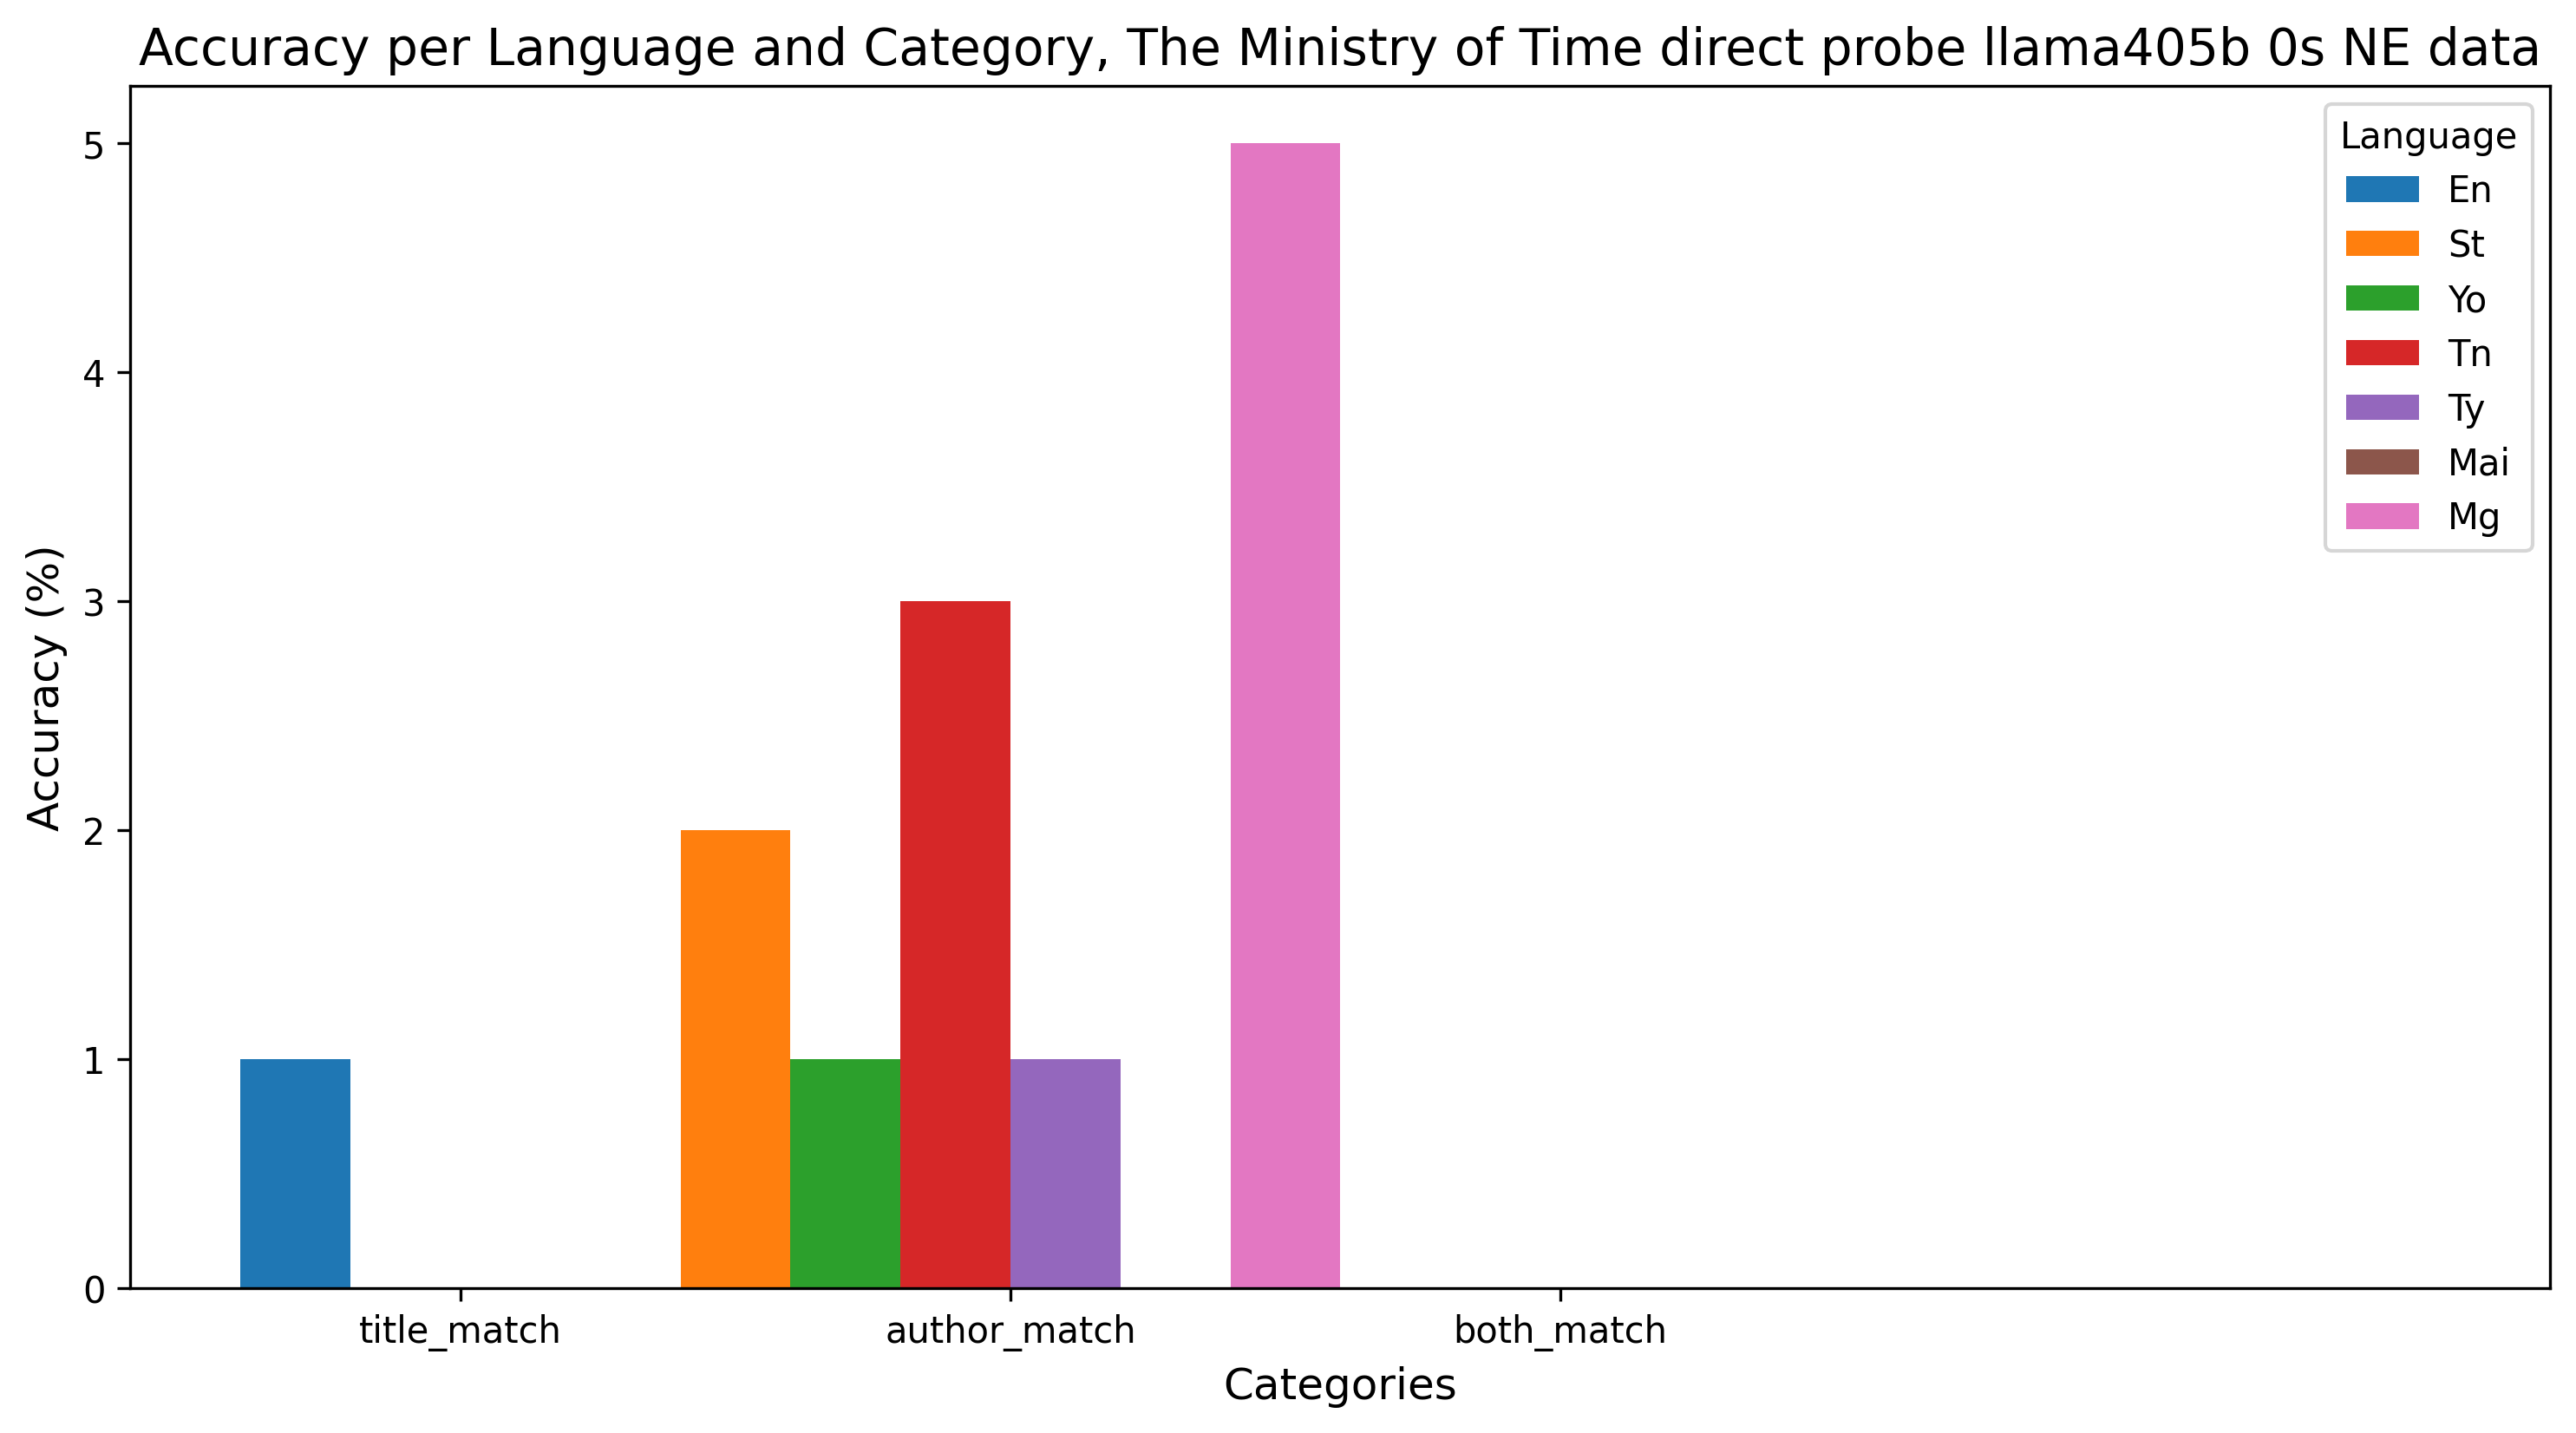 Accuracy per Language and Category, The Ministry of Time direct probe llama405b 0s NE data
Accuracy (%)
5
4
3
2
1
0
Language
En
St
Yo
Tn
Ty
Mai
Mg
title_match
author_match
both_match
Categories